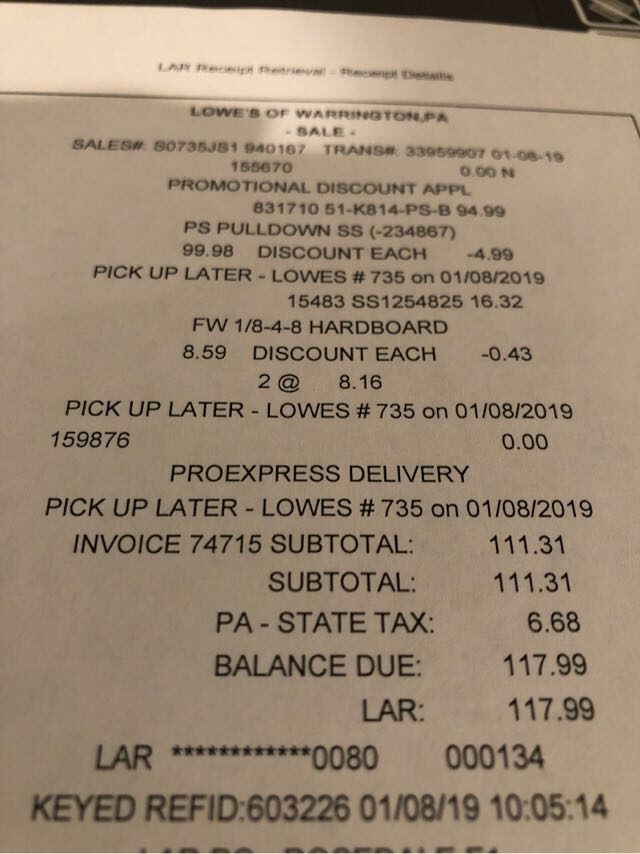 LAR Receipt Retrieval - Receipt Details
LOWE'S OF WARRINGTON,PA
- SALE -
SALES#: S0735JS1 940167 TRANS#: 33959907 01-08-19
155670 0.00 N
PROMOTIONAL DISCOUNT APPL
831710 51-K814-PS-B 94.99
PS PULLDOWN SS (-234867)
99.98 DISCOUNT EACH -4.99
PICK UP LATER - LOWES # 735 on 01/08/2019
15483 SS1254825 16.32
FW 1/8-4-8 HARDBOARD
8.59 DISCOUNT EACH -0.43
2 @ 8.16
PICK UP LATER - LOWES # 735 on 01/08/2019
159876 0.00
PROEXPRESS DELIVERY
PICK UP LATER - LOWES # 735 on 01/08/2019
INVOICE 74715 SUBTOTAL: 111.31
SUBTOTAL: 111.31
PA - STATE TAX: 6.68
BALANCE DUE: 117.99
LAR: 117.99
LAR ************0080 000134
KEYED REFID:603226 01/08/19 10:05:14